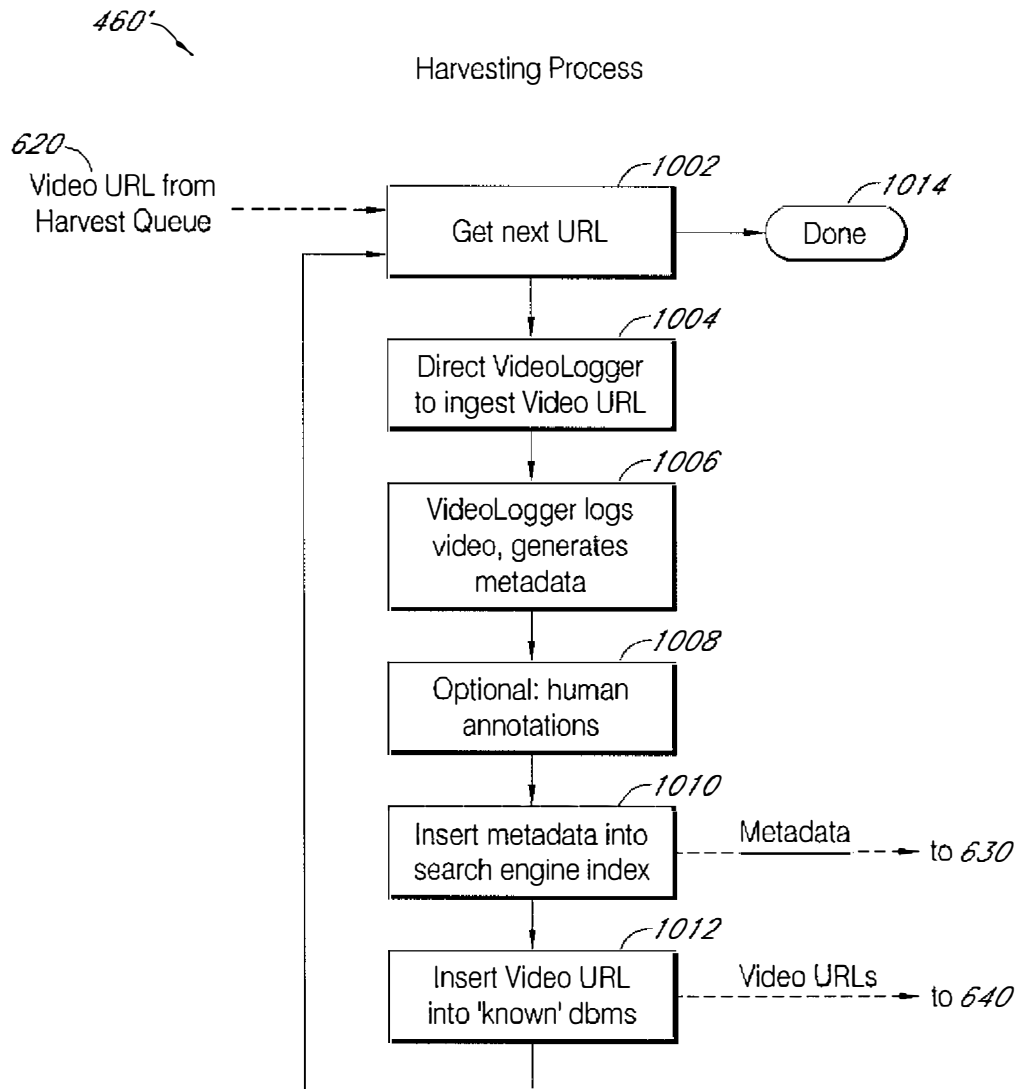 460'
Harvesting Process
620
Video URL from
Harvest Queue
1002
Get next URL
1014
Done
1004
Direct VideoLogger
to ingest Video URL
1006
VideoLogger logs
video, generates
metadata
1008
Optional: human
annotations
1010
Insert metadata into
search engine index
Metadata
to 630
1012
Insert Video URL
into 'known' dbms
Video URLs
to 640